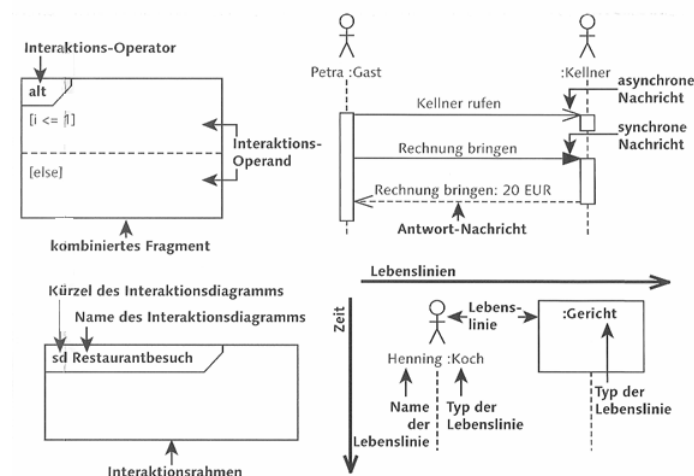 Interaktions-Operator
alt
[i <= 1]
Interaktions-
Operand
[else]
kombiniertes Fragment
Petra :Gast
:Kellner
asynchrone
Nachricht
Kellner rufen
synchrone
Nachricht
Rechnung bringen
Rechnung bringen: 20 EUR
Antwort-Nachricht
Kürzel des Interaktionsdiagramms
Name des Interaktionsdiagramms
sd Restaurantbesuch
Interaktionsrahmen
Lebenslinien
Zeit
Lebens-
linie
:Gericht
Henning :Koch
Name
der
Lebenslinie
Typ der
Lebenslinie
Typ der
Lebenslinie